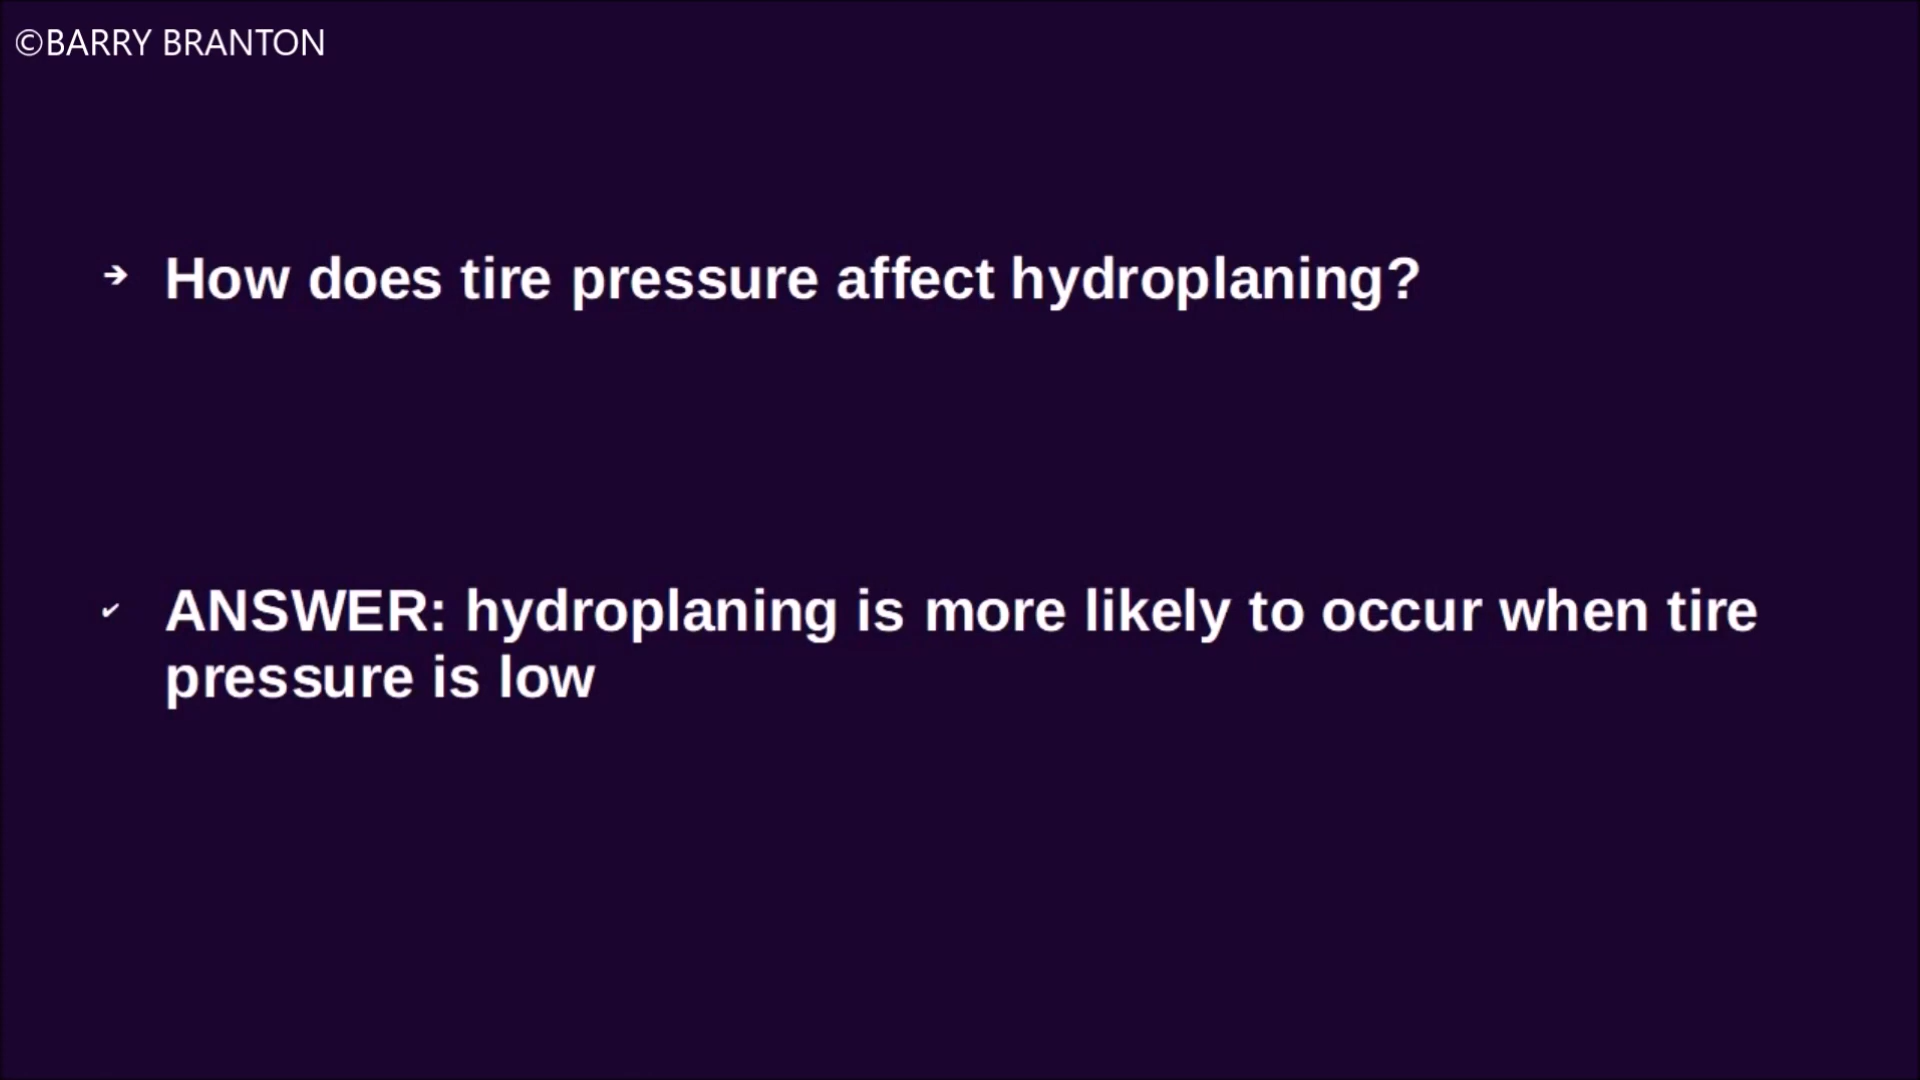 ©BARRY BRANTON
➔ How does tire pressure affect hydroplaning?
✔ ANSWER: hydroplaning is more likely to occur when tire
pressure is low